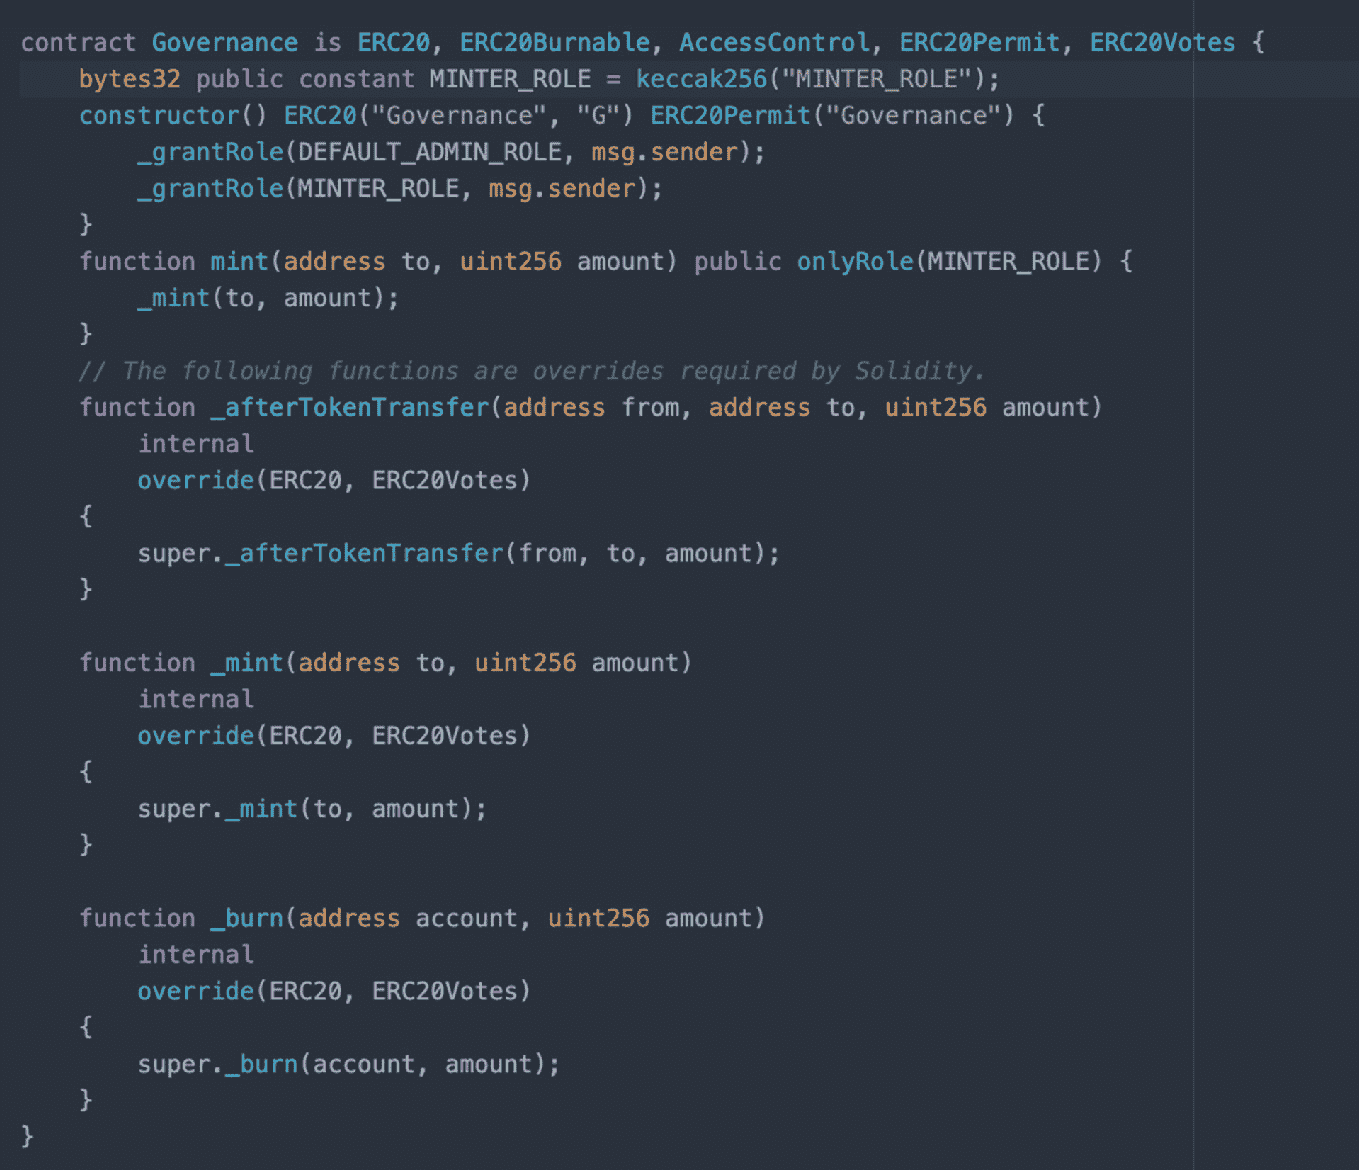 contract Governance is ERC20, ERC20Burnable, AccessControl, ERC20Permit, ERC20Votes {
    bytes32 public constant MINTER_ROLE = keccak256("MINTER_ROLE");
    constructor() ERC20("Governance", "G") ERC20Permit("Governance") {
        _grantRole(DEFAULT_ADMIN_ROLE, msg.sender);
        _grantRole(MINTER_ROLE, msg.sender);
    }
    function mint(address to, uint256 amount) public onlyRole(MINTER_ROLE) {
        _mint(to, amount);
    }
    // The following functions are overrides required by Solidity.
    function _afterTokenTransfer(address from, address to, uint256 amount)
        internal
        override(ERC20, ERC20Votes)
    {
        super._afterTokenTransfer(from, to, amount);
    }

    function _mint(address to, uint256 amount)
        internal
        override(ERC20, ERC20Votes)
    {
        super._mint(to, amount);
    }

    function _burn(address account, uint256 amount)
        internal
        override(ERC20, ERC20Votes)
    {
        super._burn(account, amount);
    }
}